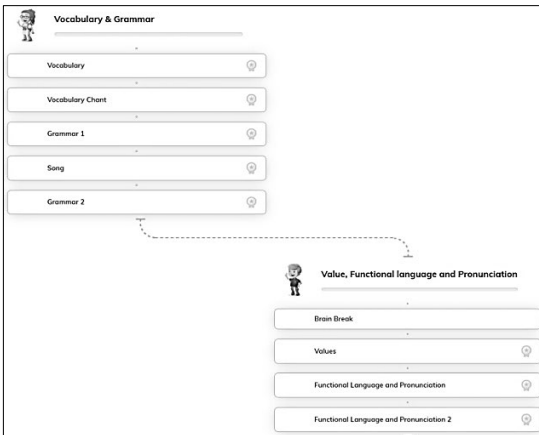 Vocabulary & Grammar
Vocabulary
Vocabulary Chant
Grammar 1
Song
Grammar 2
Value, Functional language and Pronunciation
Brain Break
Values
Functional Language and Pronunciation
Functional Language and Pronunciation 2